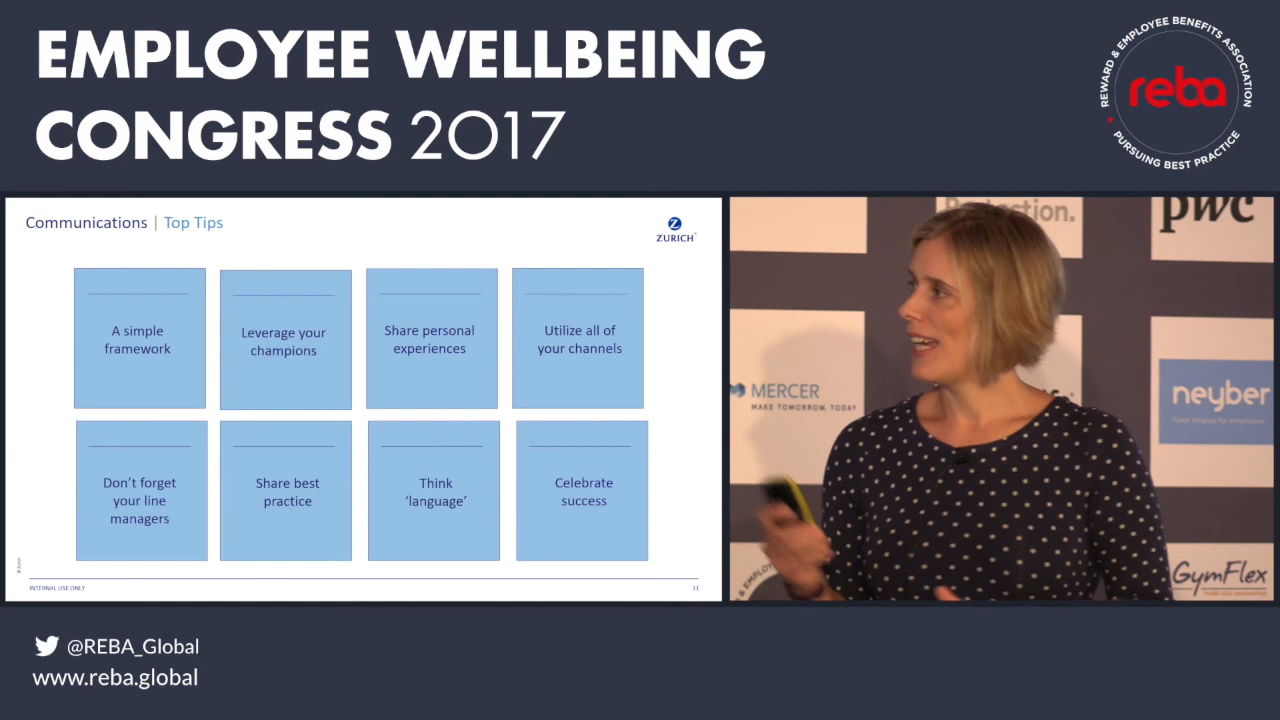 EMPLOYEE WELLBEING
CONGRESS 2017
REWARD & EMPLOYEE BENEFITS ASSOCIATION
reba
PURSUING BEST PRACTICE
Communications | Top Tips
ZURICH
A simple
framework
Leverage your
champions
Share personal
experiences
Utilize all of
your channels
Don't forget
your line
managers
Share best
practice
Think
'language'
Celebrate
success
INTERNAL USE ONLY
11
pwc
MERCER
MAKE TOMORROW, TODAY
neyber
GymFlex
@REBA_Global
www.reba.global